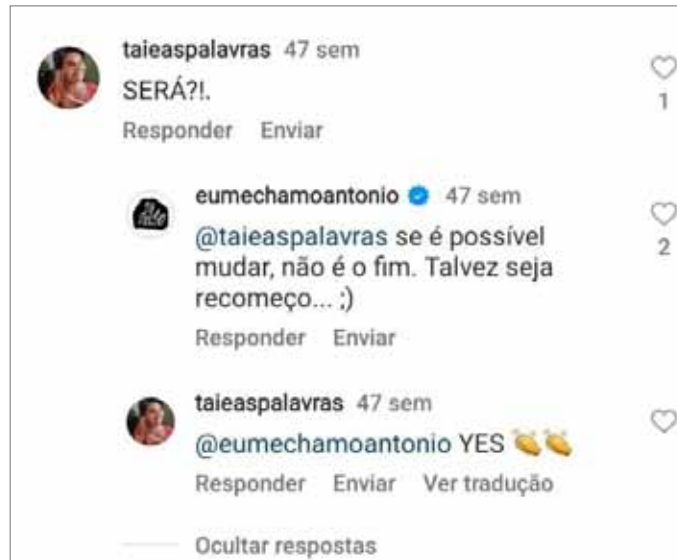 taieaspalavras 47 sem
SERÁ?!.
1
Responder Enviar
eumechamoantonio 47 sem
@taieaspalavras se é possível
2
mudar, não é o fim. Talvez seja
recomeço... ;)
Responder Enviar
taieaspalavras 47 sem
@eumechamoantonio YES 👏👏
Responder Enviar Ver tradução
Ocultar respostas